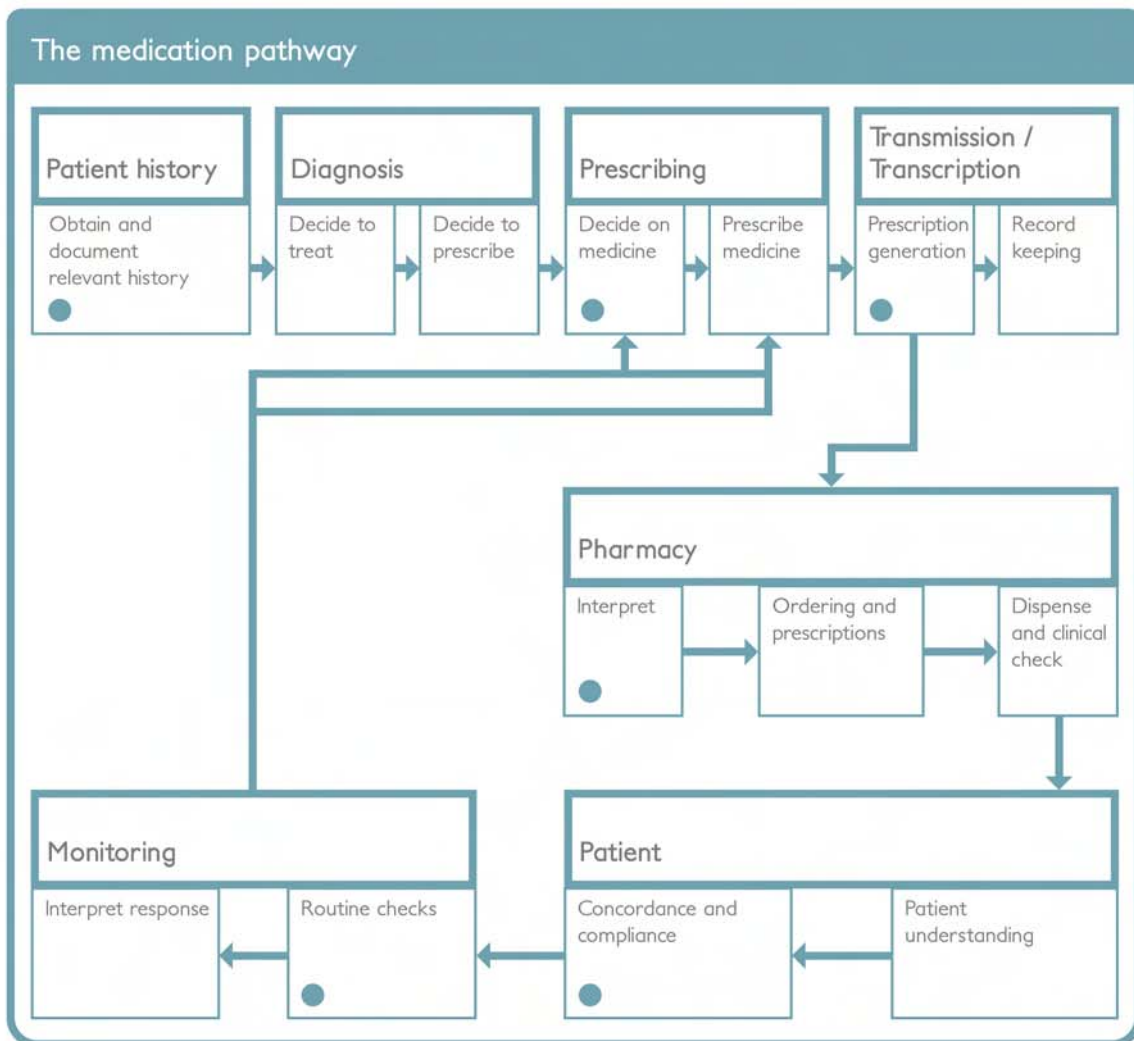 The medication pathway
Patient history
Obtain and
document
relevant history
Diagnosis
Decide to
treat
Decide to
prescribe
Prescribing
Decide on
medicine
Prescribe
medicine
Transmission /
Transcription
Prescription
generation
Record
keeping
Pharmacy
Interpret
Ordering and
prescriptions
Dispense
and clinical
check
Monitoring
Interpret response
Routine checks
Patient
Concordance and
compliance
Patient
understanding